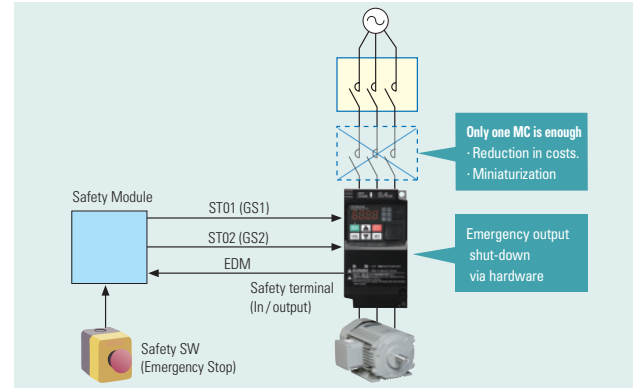 Only one MC is enough
· Reduction in costs.
· Miniaturization
Safety Module
ST01 (GS1)
ST02 (GS2)
EDM
Safety terminal
(In / output)
Emergency output
shut-down
via hardware
Safety SW
(Emergency Stop)